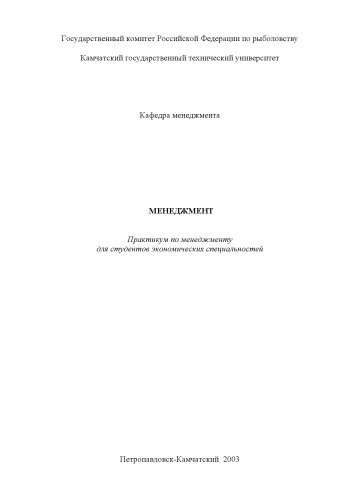 Государственный комитет Российской Федерации по рыболовству
Камчатский государственный технический университет
Кафедра менеджмента
МЕНЕДЖМЕНТ
Практикум по менеджменту
для студентов экономических специальностей
Петропавловск-Камчатский 2003